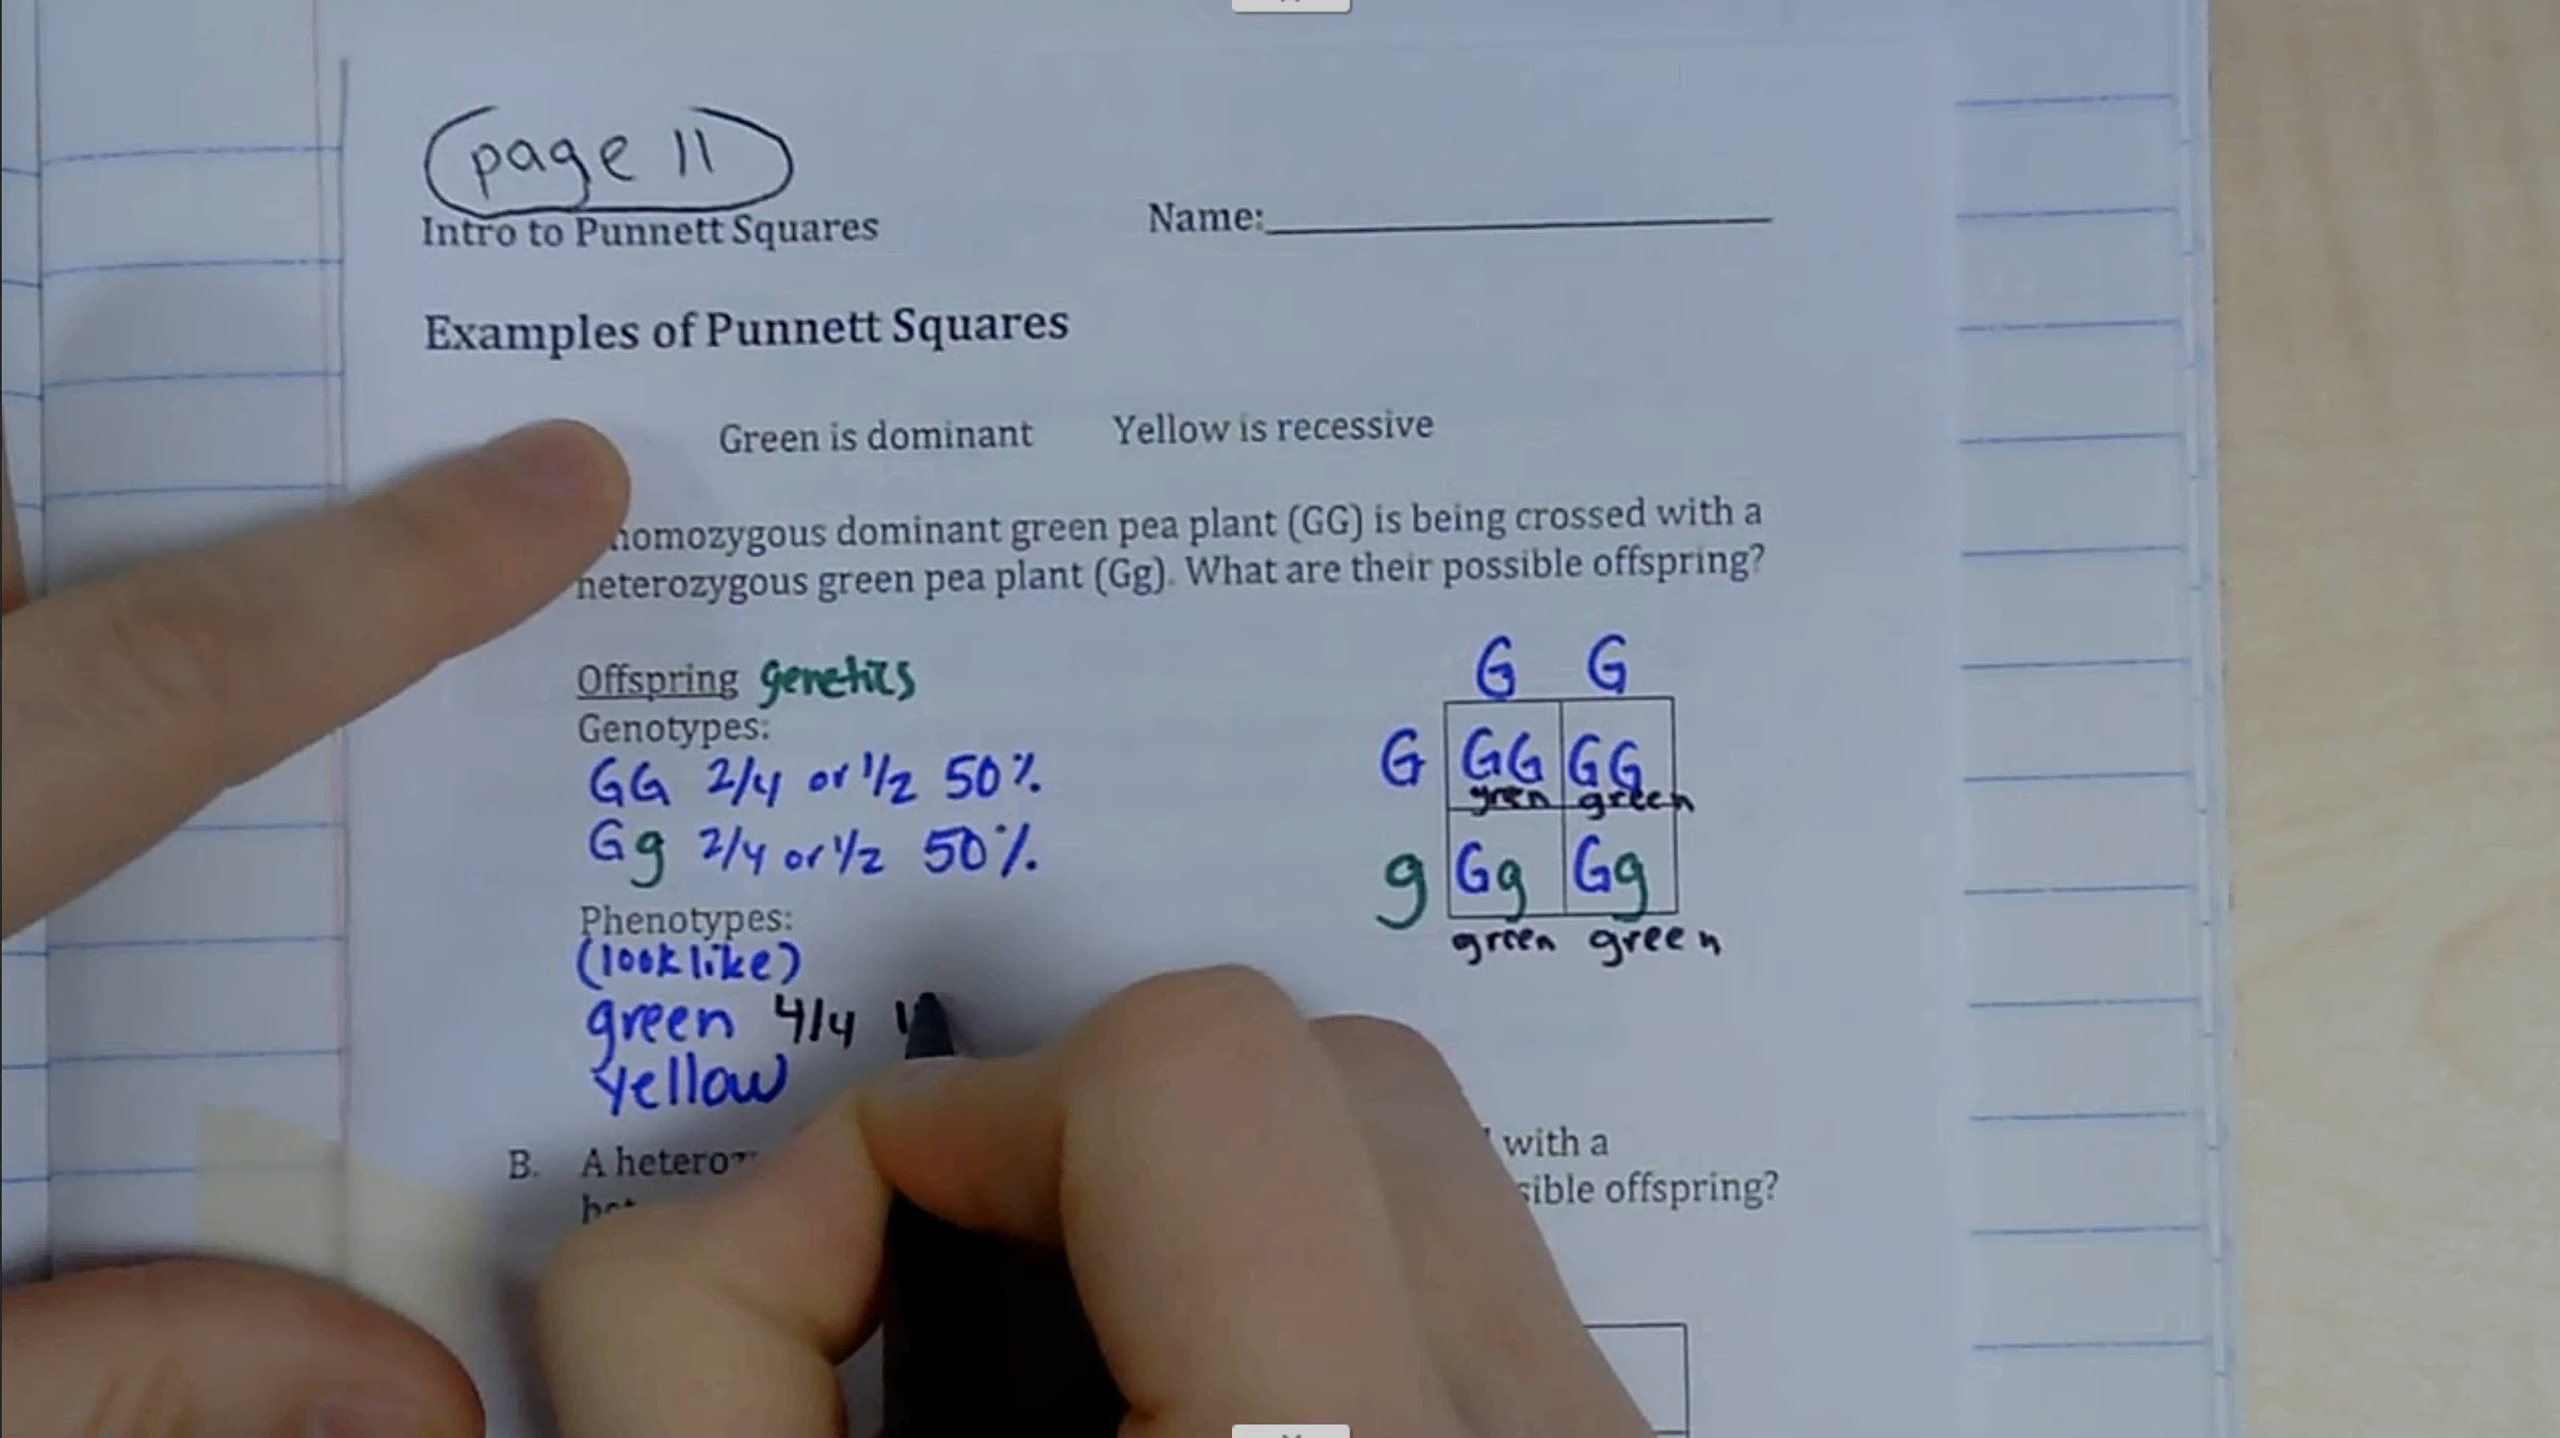 page 11
Intro to Punnett Squares Name:
Examples of Punnett Squares
Green is dominant Yellow is recessive
homozygous dominant green pea plant (GG) is being crossed with a
heterozygous green pea plant (Gg). What are their possible offspring?
Offspring genetics
Genotypes:
GG 2/4 or 1/2 50%
Gg 2/4 or 1/2 50%
Phenotypes:
(look like)
green 4/4
yellow
G G
G GG GG
green green
g Gg Gg
green green
B. A with a
sible offspring?